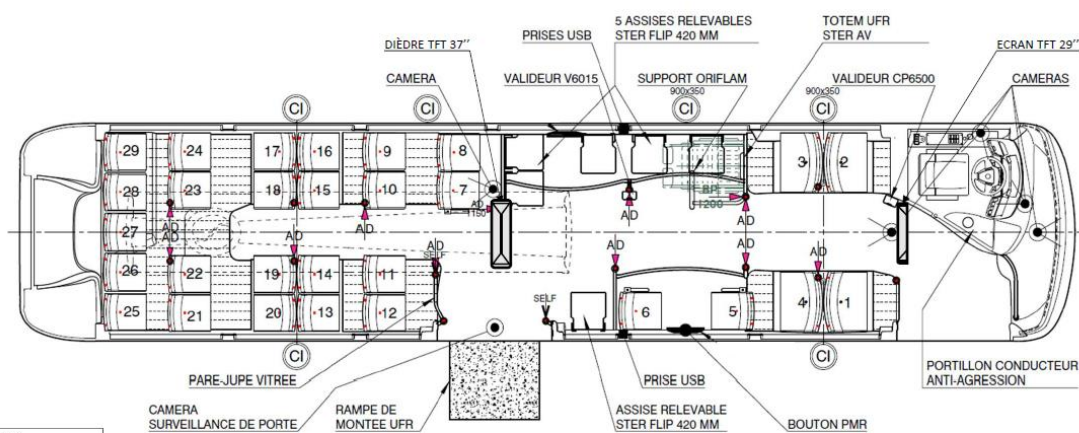 5 ASSISES RELEVABLES
STER FLIP 420 MM
TOTEM UFR
STER AV
DIÈDRE TFT 37’’
PRISES USB
ECRAN TFT 29’’
CAMERA
VALIDEUR V6015
SUPPORT ORIFLAM
900x350
VALIDEUR CP6500
900x350
CAMERAS
CI
CI
CI
CI
29
24
17
16
9
8
3
2
28
23
18
15
10
7
AD
1150
BR
1200
AD
AD
27
AD
AD
AD
SELF
AD
AD
AD
26
22
19
14
11
SELF
25
21
20
13
12
6
5
4
1
CI
CI
PARE-JUPE VITREE
PRISE USB
PORTILLON CONDUCTEUR
ANTI-AGRESSION
CAMERA
SURVEILLANCE DE PORTE
RAMPE DE
MONTEE UFR
ASSISE RELEVABLE
STER FLIP 420 MM
BOUTON PMR